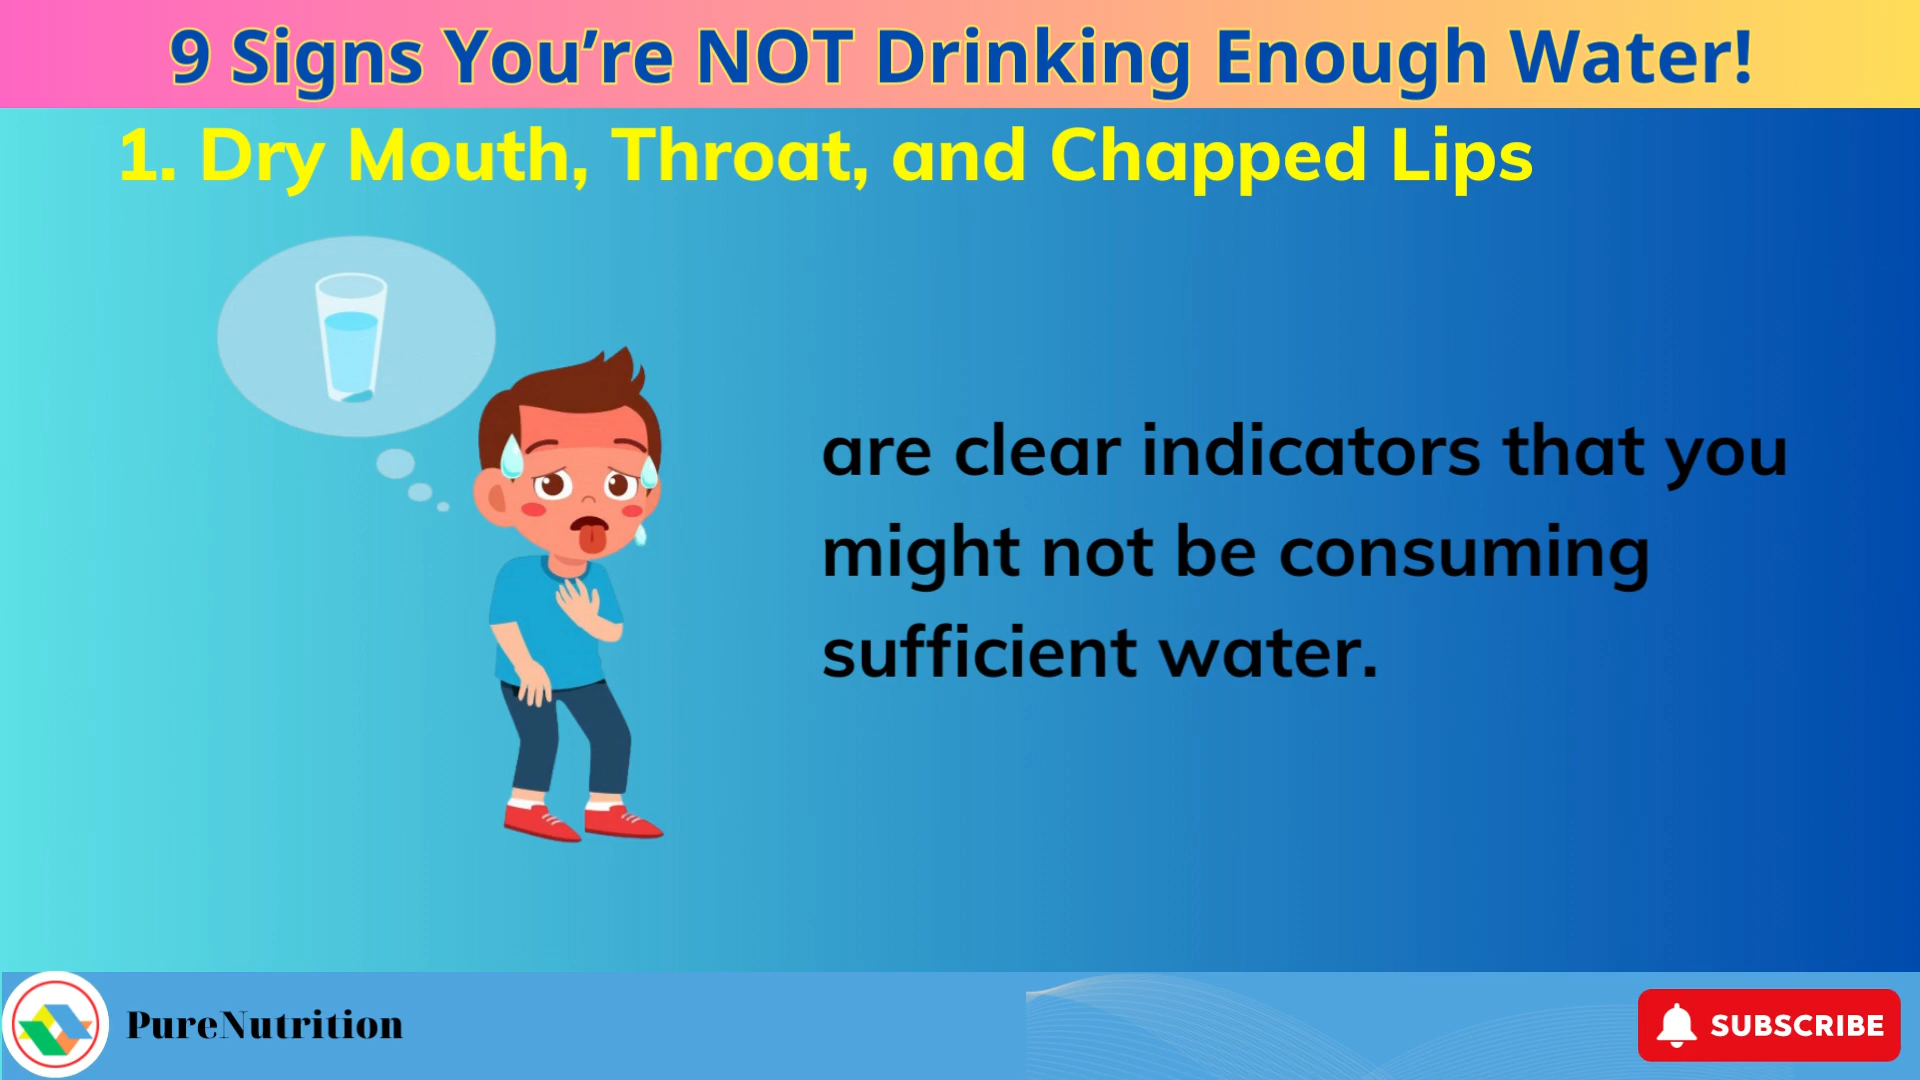 9 Signs You’re NOT Drinking Enough Water!
1. Dry Mouth, Throat, and Chapped Lips
are clear indicators that you
might not be consuming
sufficient water.
PureNutrition
SUBSCRIBE